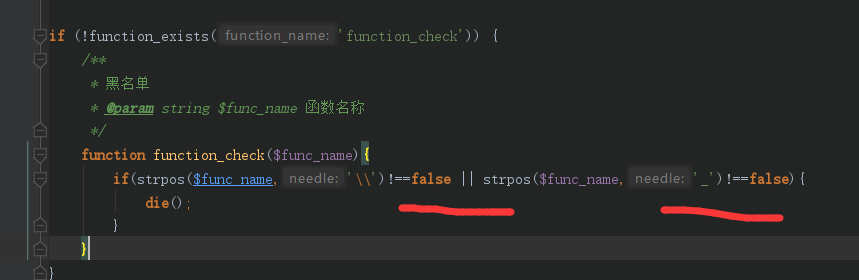 if (!function_exists( function_name: 'function_check')) {
/**
* 黑名单
* @param string $func_name 函数名称
*/
function function_check($func_name){
if(strpos($func_name, needle: '\\')!==false || strpos($func_name, needle: '_')!==false){
die();
}
}
}